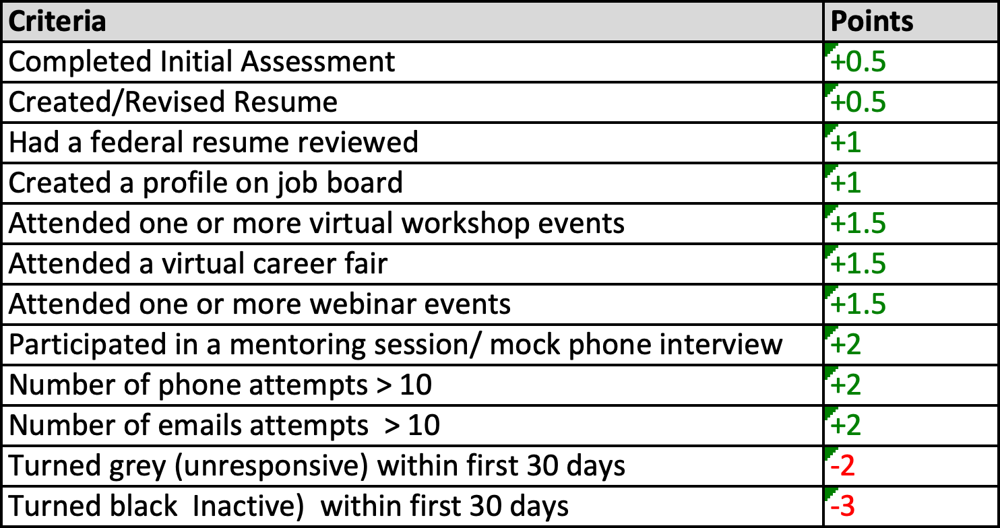 Criteria Points
Completed Initial Assessment +0.5
Created/Revised Resume +0.5
Had a federal resume reviewed +1
Created a profile on job board +1
Attended one or more virtual workshop events +1.5
Attended a virtual career fair +1.5
Attended one or more webinar events +1.5
Participated in a mentoring session/ mock phone interview +2
Number of phone attempts > 10 +2
Number of emails attempts  > 10 +2
Turned grey (unresponsive) within first 30 days -2
Turned black  Inactive)  within first 30 days -3